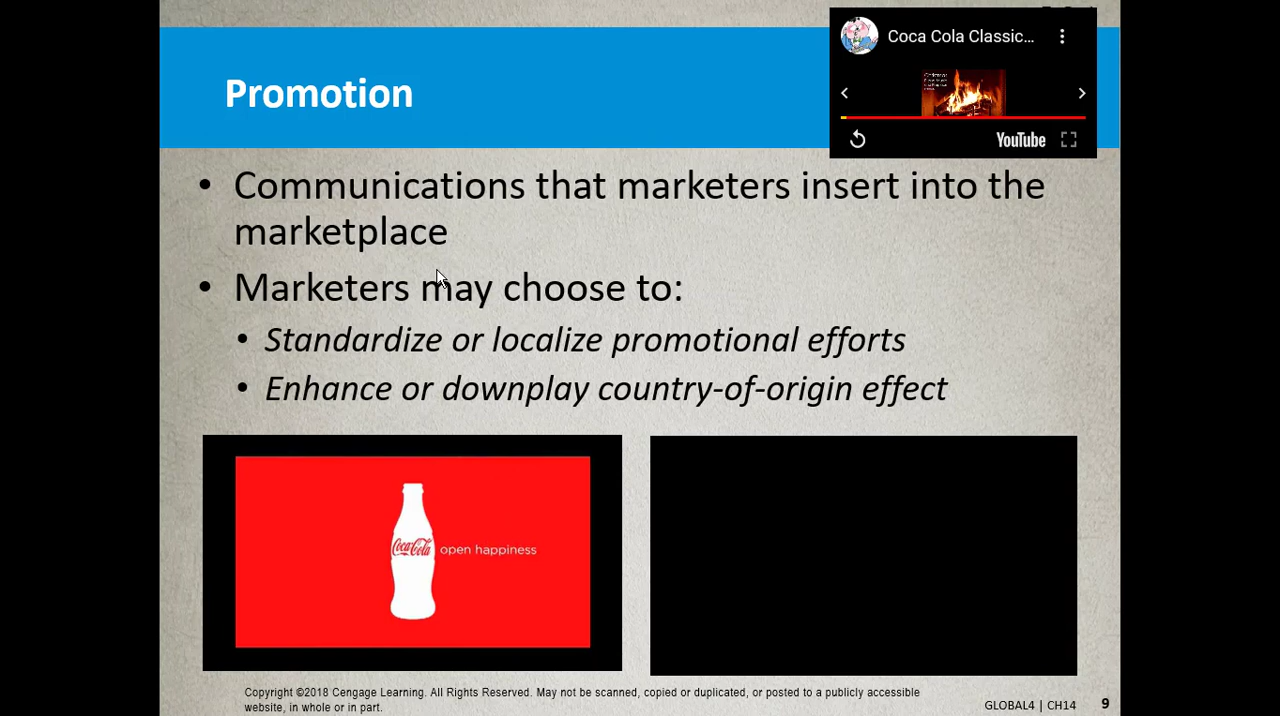 Coca Cola Classic...
Promotion
YouTube
• Communications that marketers insert into the
marketplace
• Marketers may choose to:
• Standardize or localize promotional efforts
• Enhance or downplay country-of-origin effect
Coca-Cola open happiness
Copyright ©2018 Cengage Learning. All Rights Reserved. May not be scanned, copied or duplicated, or posted to a publicly accessible
website, in whole or in part.
GLOBAL4 | CH14 9